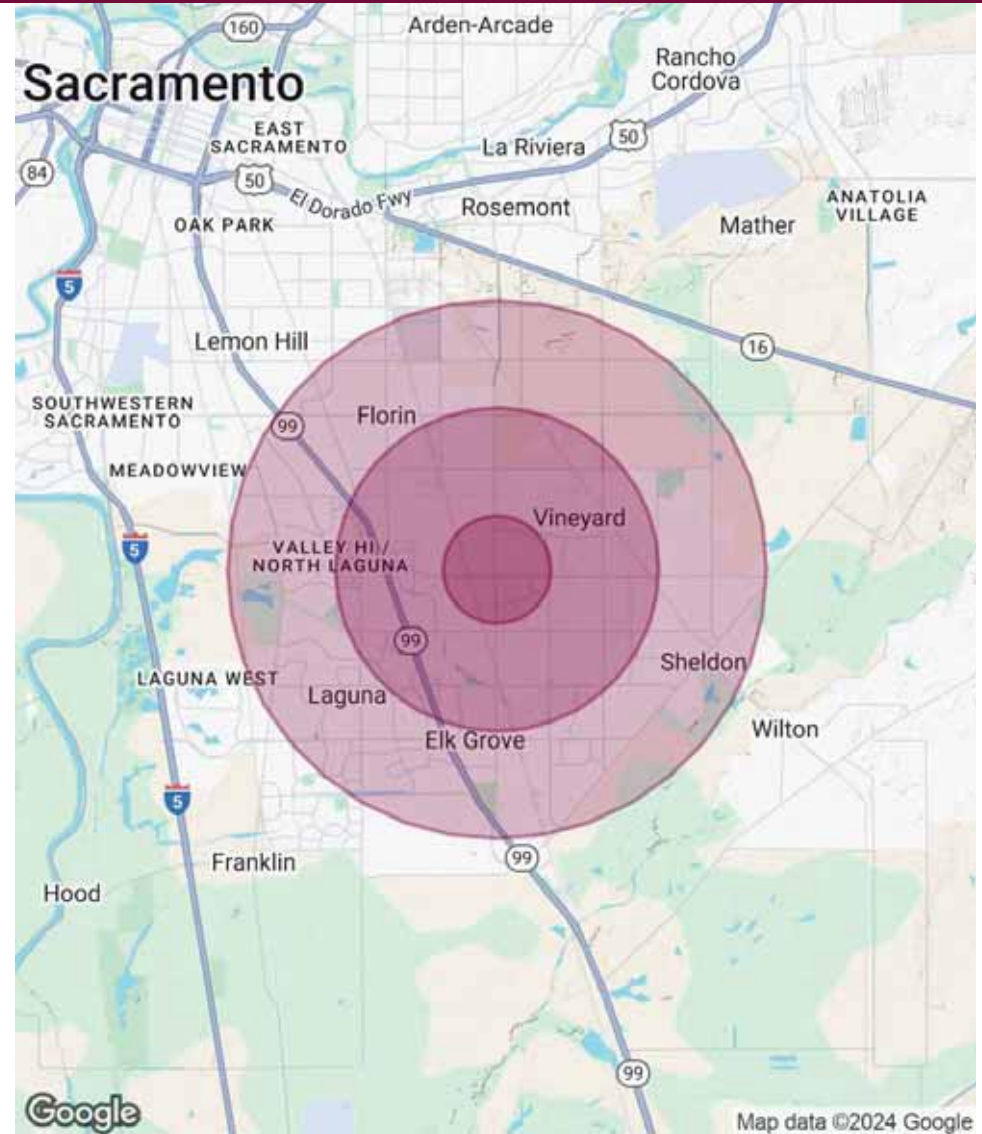 160
Arden-Arcade
Rancho
Cordova
Sacramento
EAST
SACRAMENTO
La Riviera
50
84
50
El Dorado Fwy
Rosemont
ANATOLIA
VILLAGE
OAK PARK
Mather
5
Lemon Hill
16
SOUTHWESTERN
SACRAMENTO
Florin
99
MEADOWVIEW
Vineyard
5
VALLEY HI /
NORTH LAGUNA
99
Sheldon
LAGUNA WEST
Laguna
Wilton
Elk Grove
5
99
Franklin
Hood
99
Google
Map data ©2024 Google